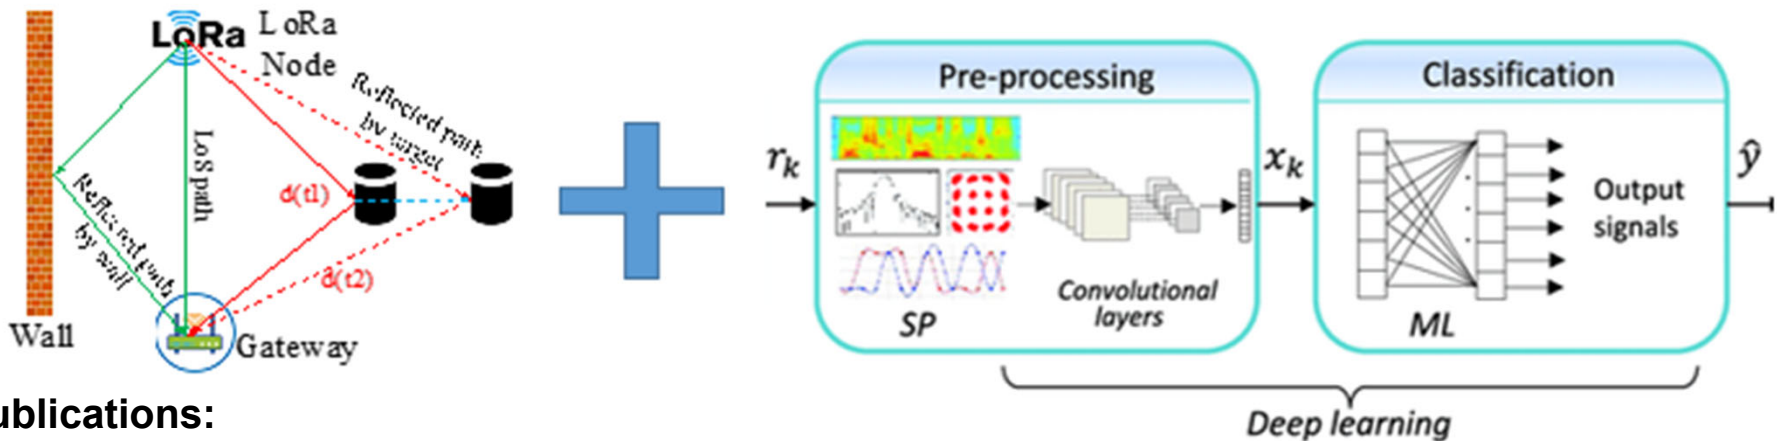 LoRa
LoRa
Node
Reflected path
by target
LoS path
d(t1)
d(t2)
Reflected path
by wall
Wall
Gateway
Pre-processing
r_k
SP
Convolutional
layers
x_k
Classification
ML
Output
signals
ŷ
Deep learning
ublications: